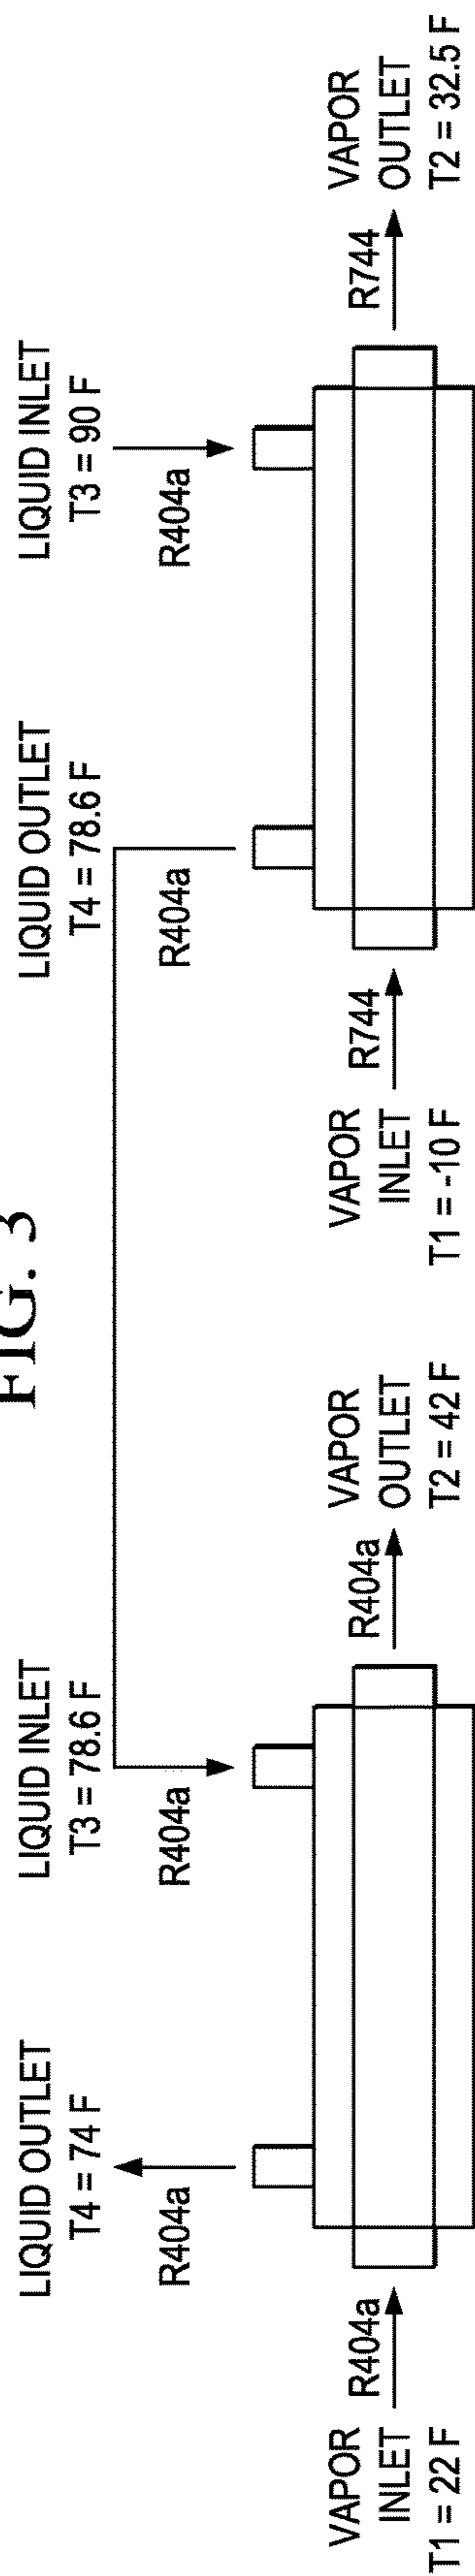 FIG. 3
LIQUID OUTLET
T4 = 74 F
R404a
LIQUID INLET
T3 = 78.6 F
R404a
LIQUID OUTLET
T4 = 78.6 F
R404a
LIQUID INLET
T3 = 90 F
R404a
R404a
VAPOR
INLET
T1 = 22 F
R404a
VAPOR
OUTLET
T2 = 42 F
R744
VAPOR
INLET
T1 = -10 F
R744
VAPOR
OUTLET
T2 = 32.5 F